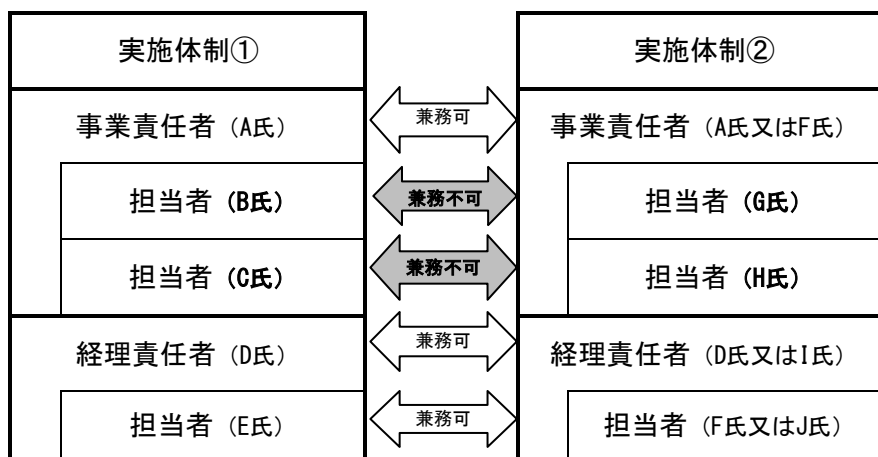 実施体制① 実施体制②
事業責任者（A氏） 兼務可 事業責任者（A氏又はF氏）
担当者（B氏） 兼務不可 担当者（G氏）
担当者（C氏） 兼務不可 担当者（H氏）
経理責任者（D氏） 兼務可 経理責任者（D氏又はI氏）
担当者（E氏） 兼務可 担当者（F氏又はJ氏）